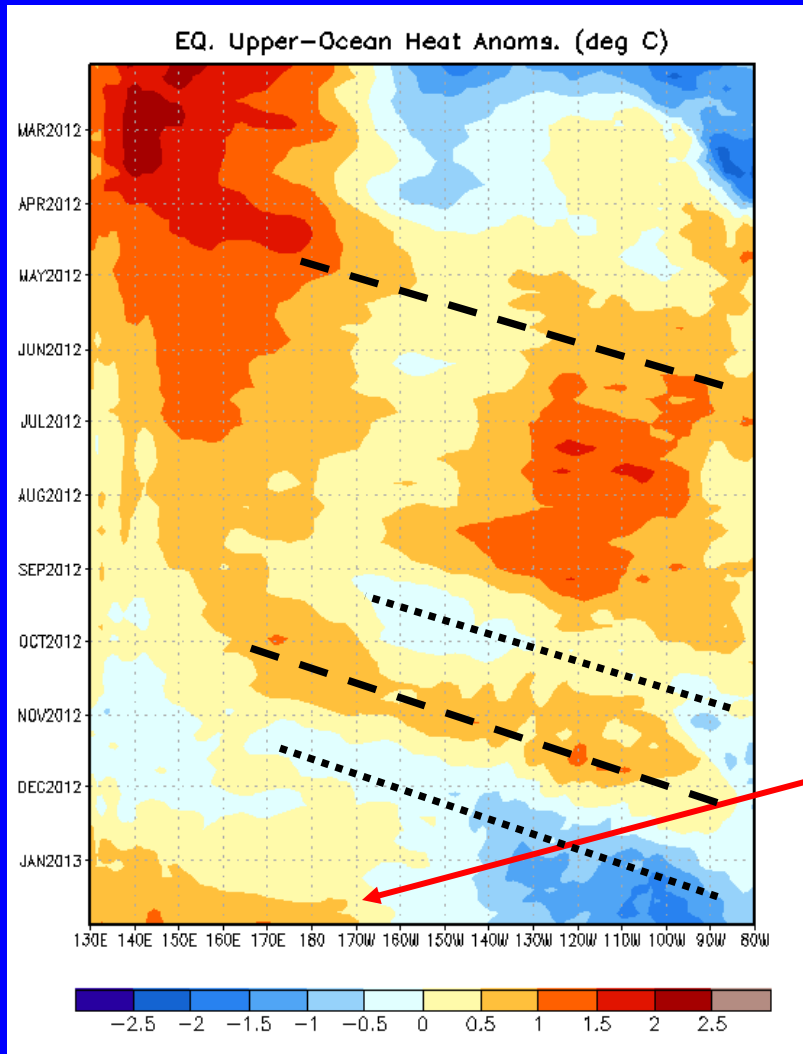 EQ. Upper-Ocean Heat Anoms. (deg C)
MAR2012
APR2012
MAY2012
JUN2012
JUL2012
AUG2012
SEP2012
OCT2012
NOV2012
DEC2012
JAN2013
130E 140E 150E 160E 170E 180 170W 160W 150W 140W 130W 120W 110W 100W 90W 80W
-2.5 -2 -1.5 -1 -0.5 0 0.5 1 1.5 2 2.5